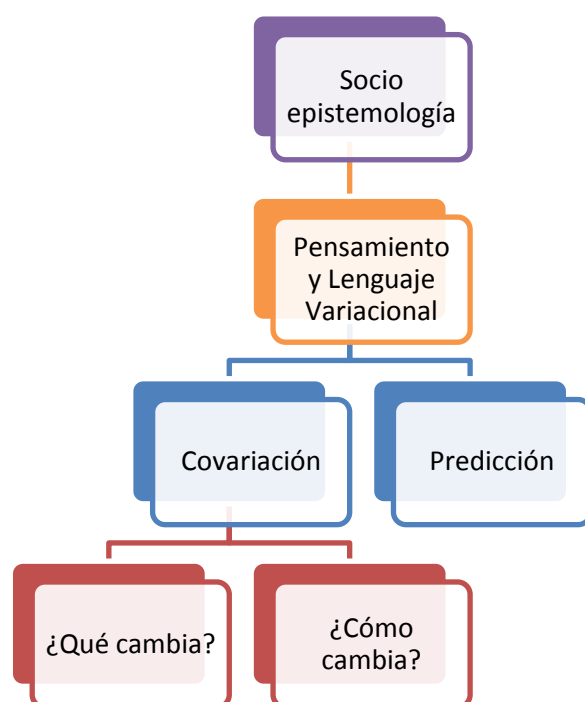 Socio
epistemología
Pensamiento
y Lenguaje
Variacional
Covariación
Predicción
¿Qué cambia?
¿Cómo
cambia?